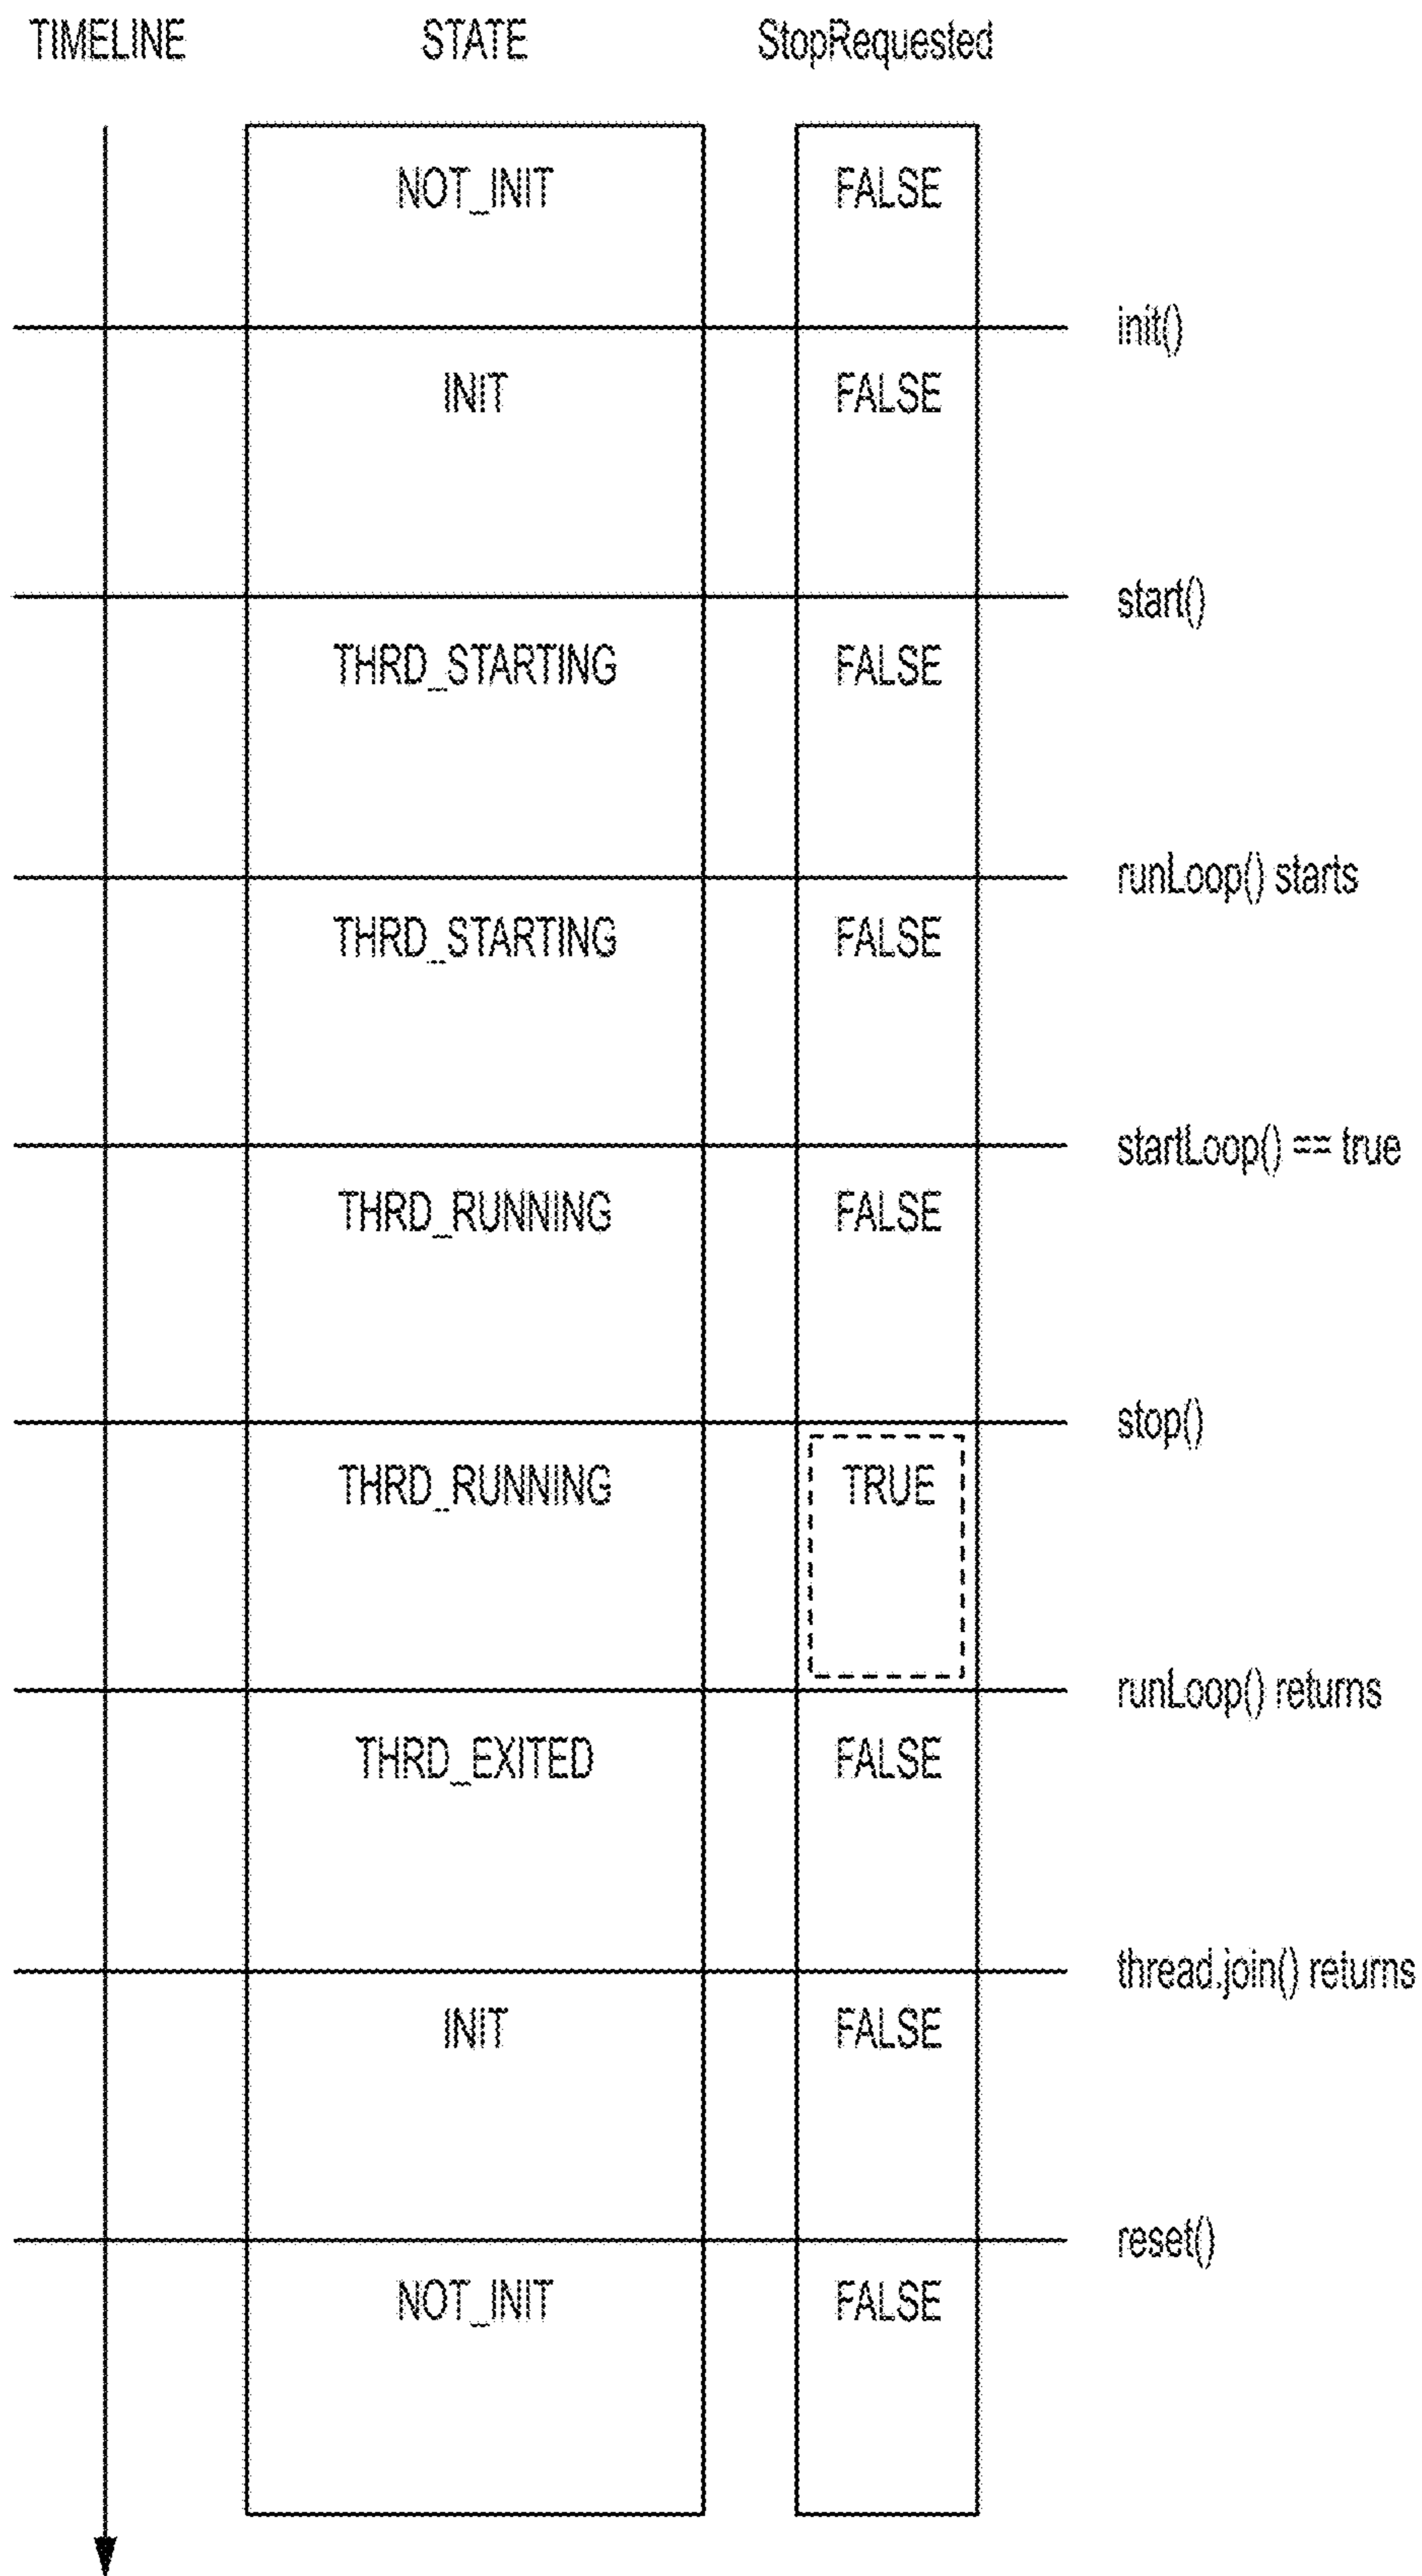 TIMELINE STATE StopRequested
NOT_INIT FALSE
init()
INIT FALSE
start()
THRD_STARTING FALSE
runLoop() starts
THRD_STARTING FALSE
startLoop() == true
THRD_RUNNING FALSE
stop()
THRD_RUNNING TRUE
runLoop() returns
THRD_EXITED FALSE
thread.join() returns
INIT FALSE
reset()
NOT_INIT FALSE